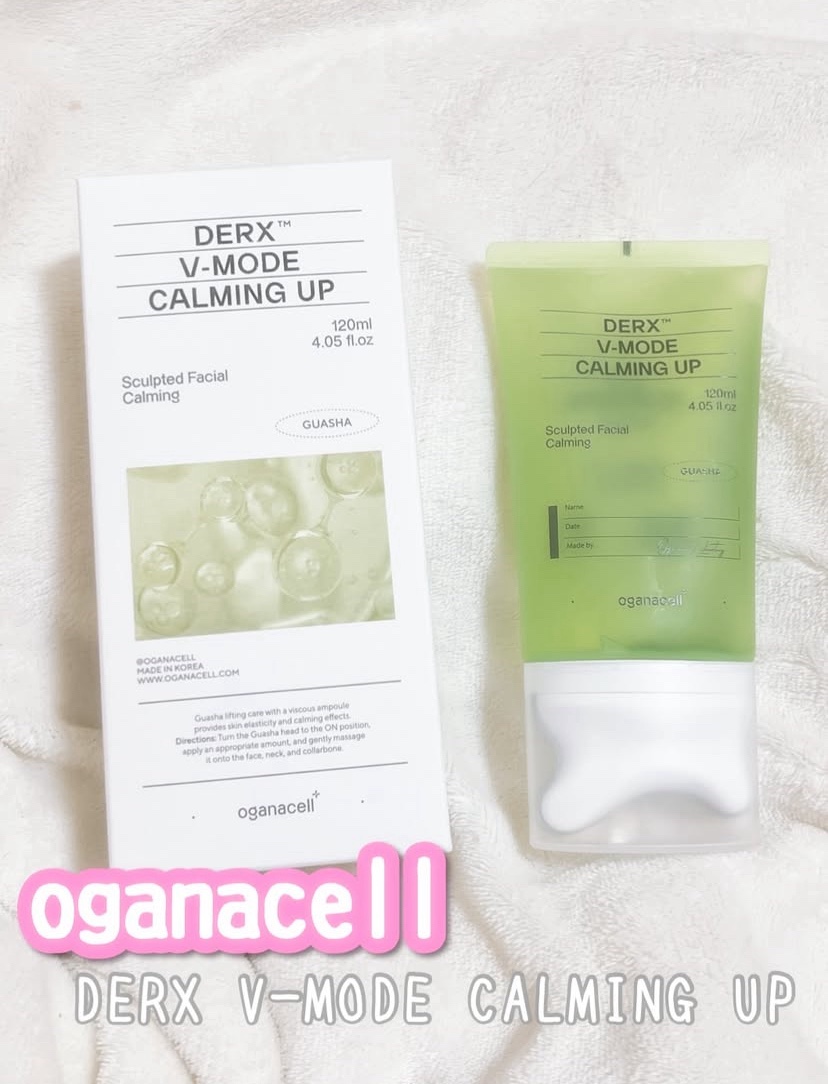 DERX™
V-MODE
CALMING UP
120ml
4.05 fl.oz
Sculpted Facial
Calming
GUASHA
@OGANACELL
MADE IN KOREA
WWW.OGANACELL.COM
Guasha lifting care with a viscous ampoule
provides skin elasticity and calming effects.
Directions: Turn the Guasha head to the ON position,
apply an appropriate amount, and gently massage
it onto the face, neck, and collarbone.
oganacell
DERX™
V-MODE
CALMING UP
120ml
4.05 fl.oz
Sculpted Facial
Calming
GUASHA
Name
Date
Made by
oganacell
oganacell
DERX V-MODE CALMING UP